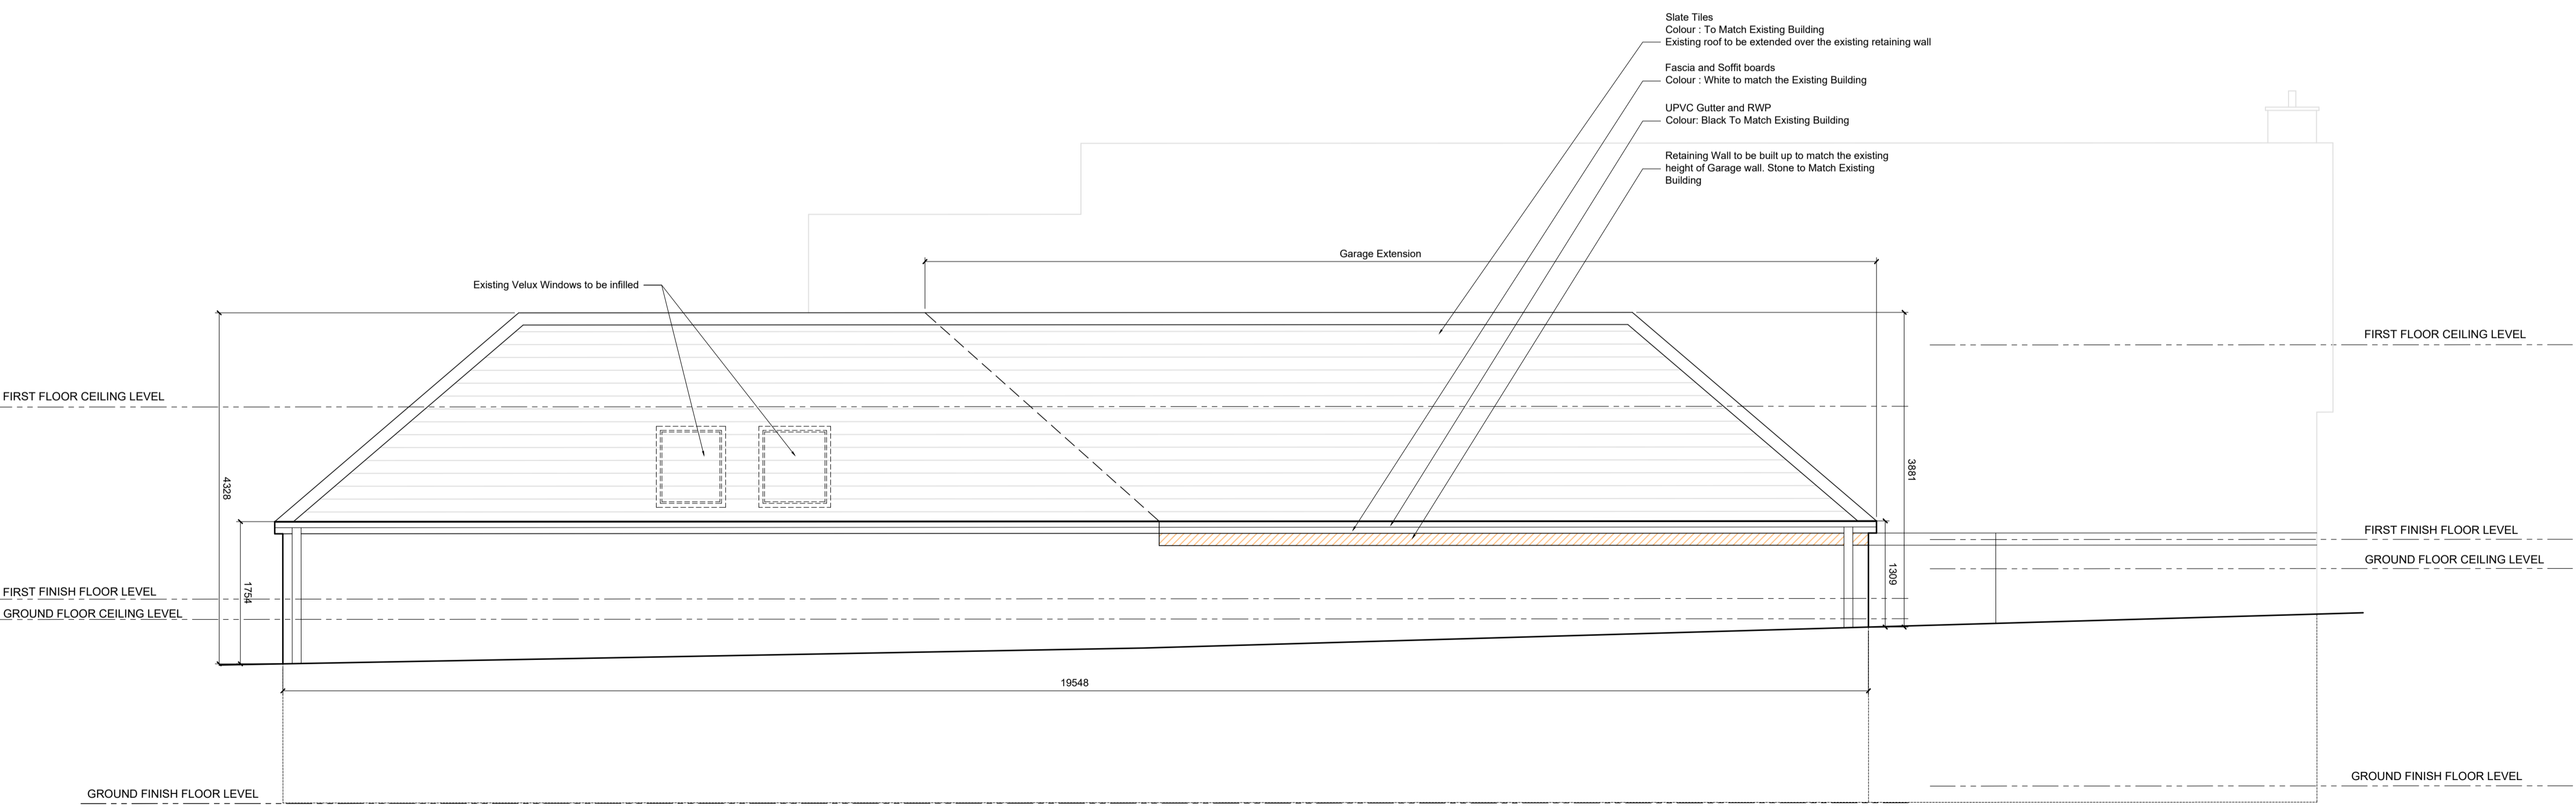 Slate Tiles
Colour : To Match Existing Building
Existing roof to be extended over the existing retaining wall
Fascia and Soffit boards
Colour : White to match the Existing Building
UPVC Gutter and RWP
Colour: Black To Match Existing Building
Retaining Wall to be built up to match the existing
height of Garage wall. Stone to Match Existing
Building
Garage Extension
Existing Velux Windows to be infilled
FIRST FLOOR CEILING LEVEL
FIRST FLOOR CEILING LEVEL
4328
3881
FIRST FINISH FLOOR LEVEL
GROUND FLOOR CEILING LEVEL
1309
1754
FIRST FINISH FLOOR LEVEL
GROUND FLOOR CEILING LEVEL
19548
GROUND FINISH FLOOR LEVEL
GROUND FINISH FLOOR LEVEL